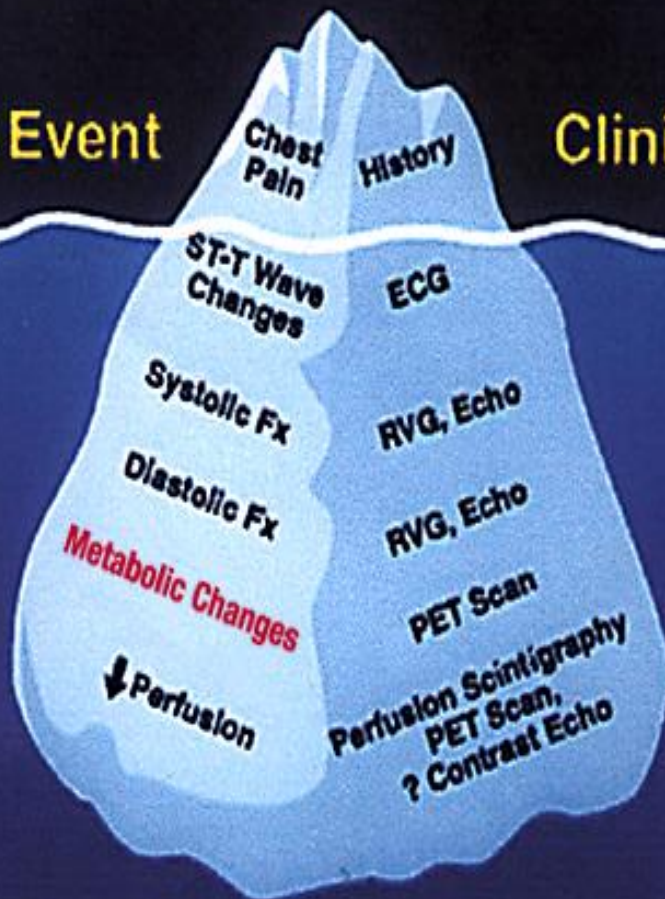 Event
Clini
Chest
Pain
History
ST-T Wave
Changes
ECG
Systolic Fx
RVG, Echo
Diastolic Fx
RVG, Echo
Metabolic Changes
PET Scan
↓Perfusion
Perfusion Scintigraphy
PET Scan,
? Contrast Echo